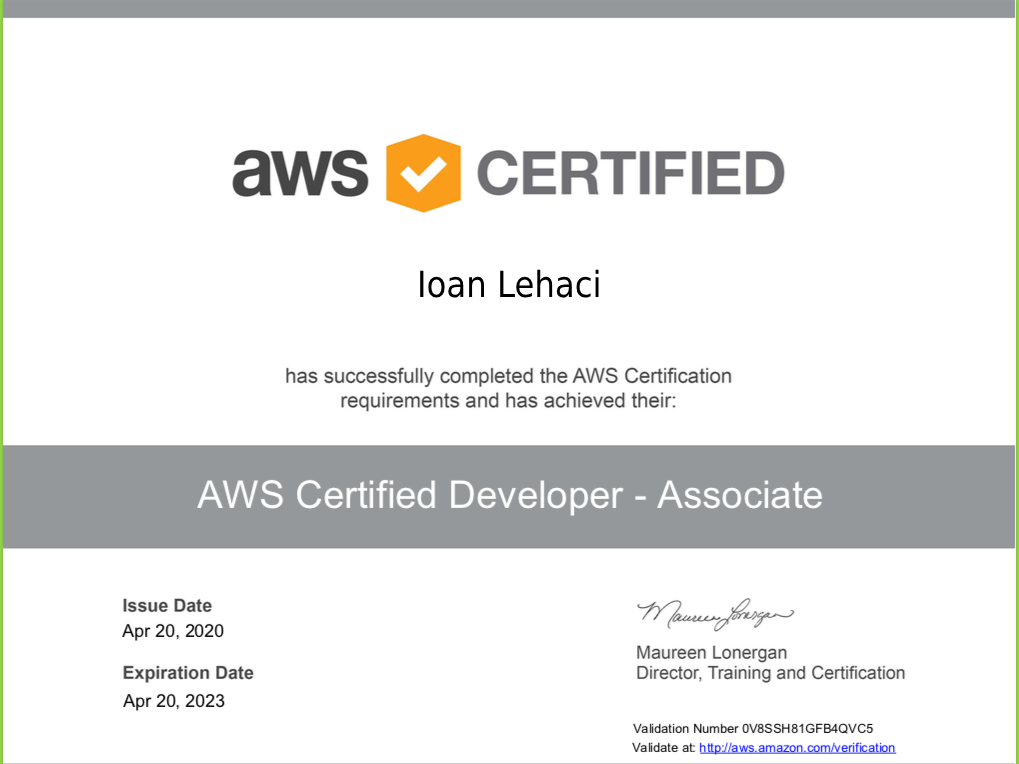 aws CERTIFIED
Ioan Lehaci
has successfully completed the AWS Certification
requirements and has achieved their:
AWS Certified Developer - Associate
Issue Date
Apr 20, 2020
Expiration Date
Apr 20, 2023
Maureen Lonergan
Maureen Lonergan
Director, Training and Certification
Validation Number 0V8SSH81GFB4QVC5
Validate at: http://aws.amazon.com/verification